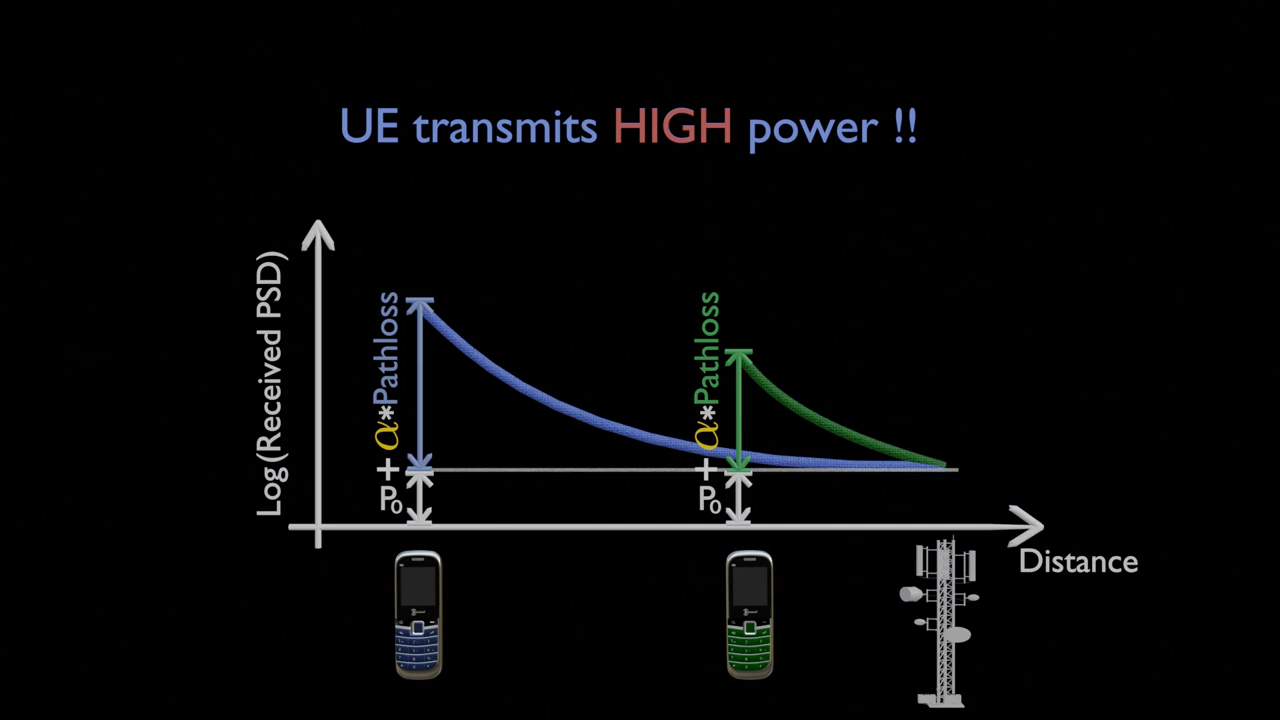 UE transmits HIGH power !!
Log(Received PSD)
P₀ + α*Pathloss
P₀ + α*Pathloss
Distance